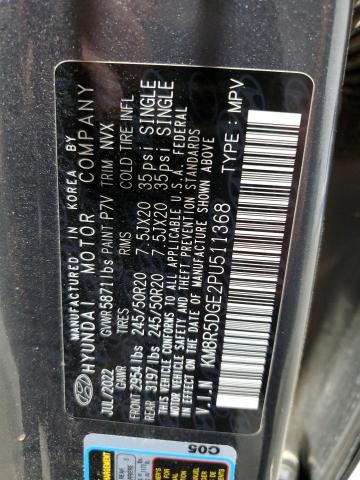 MANUFACTURED IN KOREA BY
HYUNDAI MOTOR COMPANY
JUL/2022 GVWR 5871 lbs PAINT P7V TRIM NVX
GAWR TIRES RIMS COLD TIRE INFL
FRONT 2954 lbs 245/50R20 7.5JX20 35psi SINGLE
REAR 3197 lbs 245/50R20 7.5JX20 35psi SINGLE
THIS VEHICLE CONFORMS TO ALL APPLICABLE U.S.A. FEDERAL
MOTOR VEHICLE SAFETY AND THEFT PREVENTION STANDARDS
IN EFFECT ON THE DATE OF MANUFACTURE SHOWN ABOVE
V.I.N : KM8R5DGE2PU511368 TYPE : MPV
C05
REAR